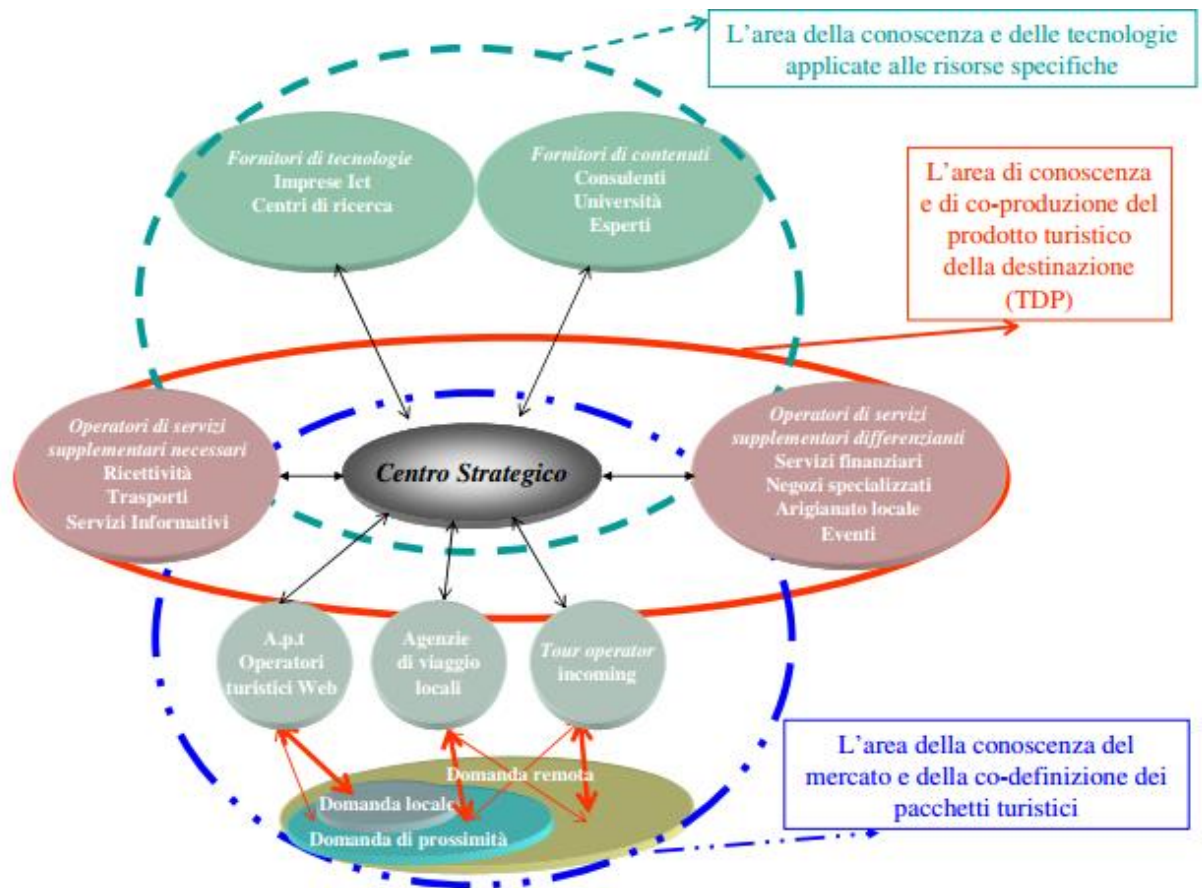 L'area della conoscenza e delle tecnologie
applicate alle risorse specifiche
Fornitori di tecnologie
Imprese Ict
Centri di ricerca
Fornitori di contenuti
Consulenti
Università
Esperti
L'area di conoscenza
e di co-produzione del
prodotto turistico
della destinazione
(TDP)
Operatori di servizi
supplementari necessari
Ricettività
Trasporti
Servizi Informativi
Centro Strategico
Operatori di servizi
supplementari differenzianti
Servizi finanziari
Negozi specializzati
Arigianato locale
Eventi
A.p.t
Operatori
turistici Web
Agenzie
di viaggio
locali
Tour operator
incoming
Domanda remota
Domanda locale
Domanda di prossimità
L'area della conoscenza del
mercato e della co-definizione dei
pacchetti turistici